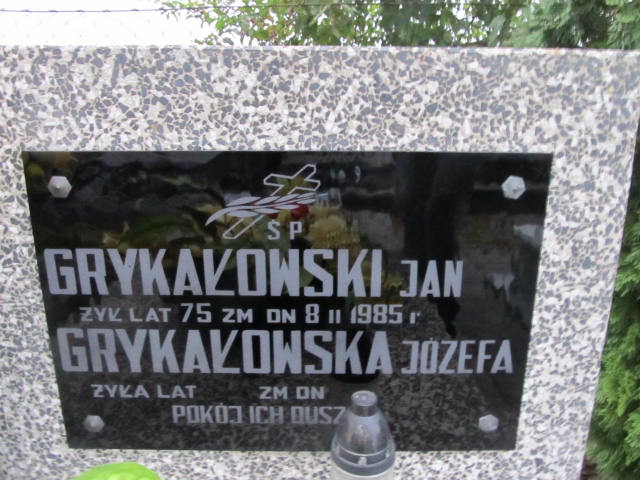 ŚP
GRYKAŁOWSKI JAN
ŻYŁ LAT 75 ZM DN 8 II 1985 r
GRYKAŁOWSKA JÓZEFA
ŻYŁA LAT ZM DN
POKÓJ ICH DUSZ